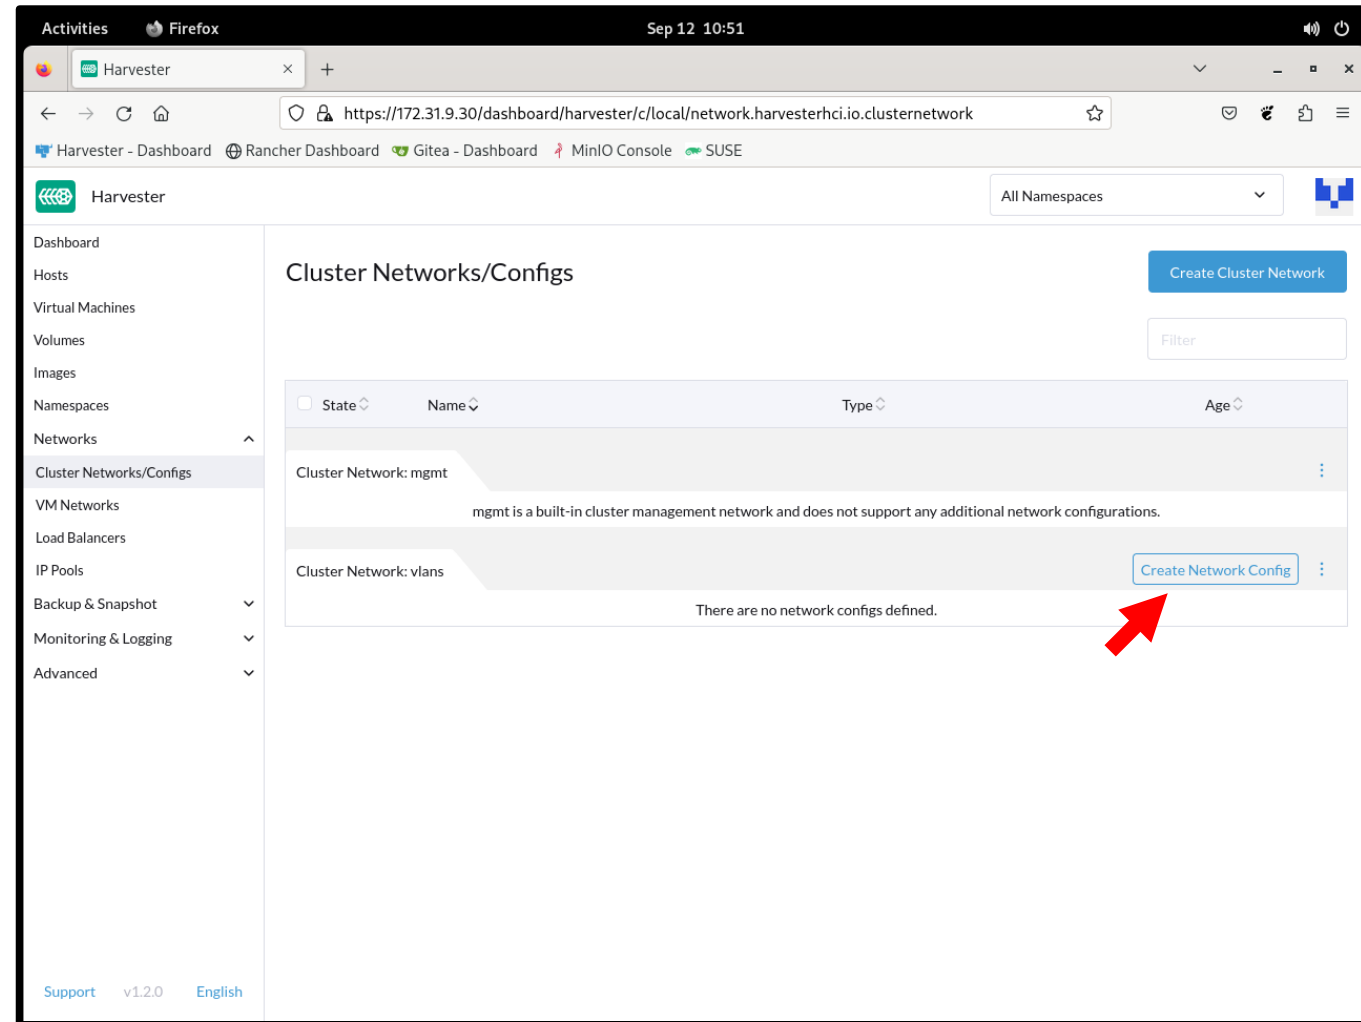 Activities Firefox Sep 12 10:51
Harvester
https://172.31.9.30/dashboard/harvester/c/local/network.harvesterhci.io.clusternetwork
Harvester - Dashboard Rancher Dashboard Gitea - Dashboard MinIO Console SUSE
Harvester All Namespaces
Dashboard
Hosts
Virtual Machines
Volumes
Images
Namespaces
Networks
Cluster Networks/Configs
VM Networks
Load Balancers
IP Pools
Backup & Snapshot
Monitoring & Logging
Advanced
Support v1.2.0 English
Cluster Networks/Configs Create Cluster Network
Filter
State Name Type Age
Cluster Network: mgmt
mgmt is a built-in cluster management network and does not support any additional network configurations.
Cluster Network: vlans Create Network Config
There are no network configs defined.